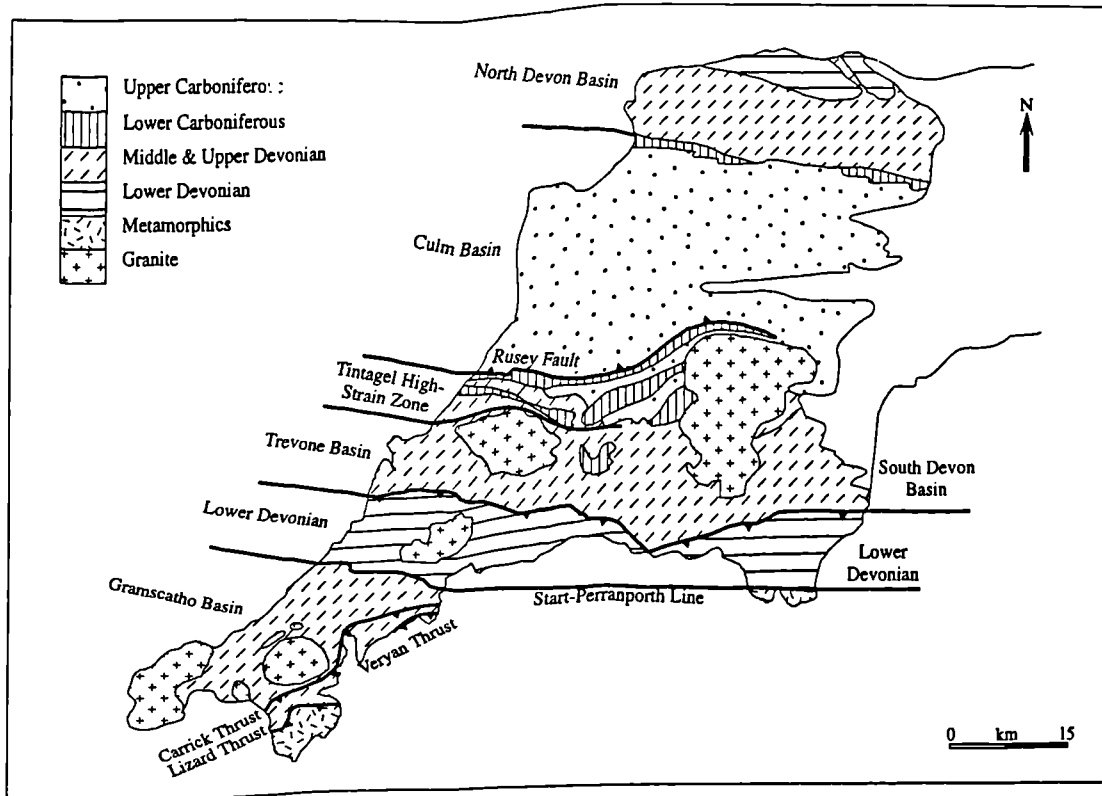 North Devon Basin
Upper Carbonifero
Lower Carboniferous
Middle & Upper Devonian
Lower Devonian
Metamorphics
Granite
N
Culm Basin
Rusey Fault
Tintagel High-
Strain Zone
Trevone Basin
South Devon
Basin
Lower Devonian
Lower
Devonian
Gramscatho Basin
Start-Perranporth Line
Veryan Thrust
Carrick Thrust
Lizard Thrust
0 km 15